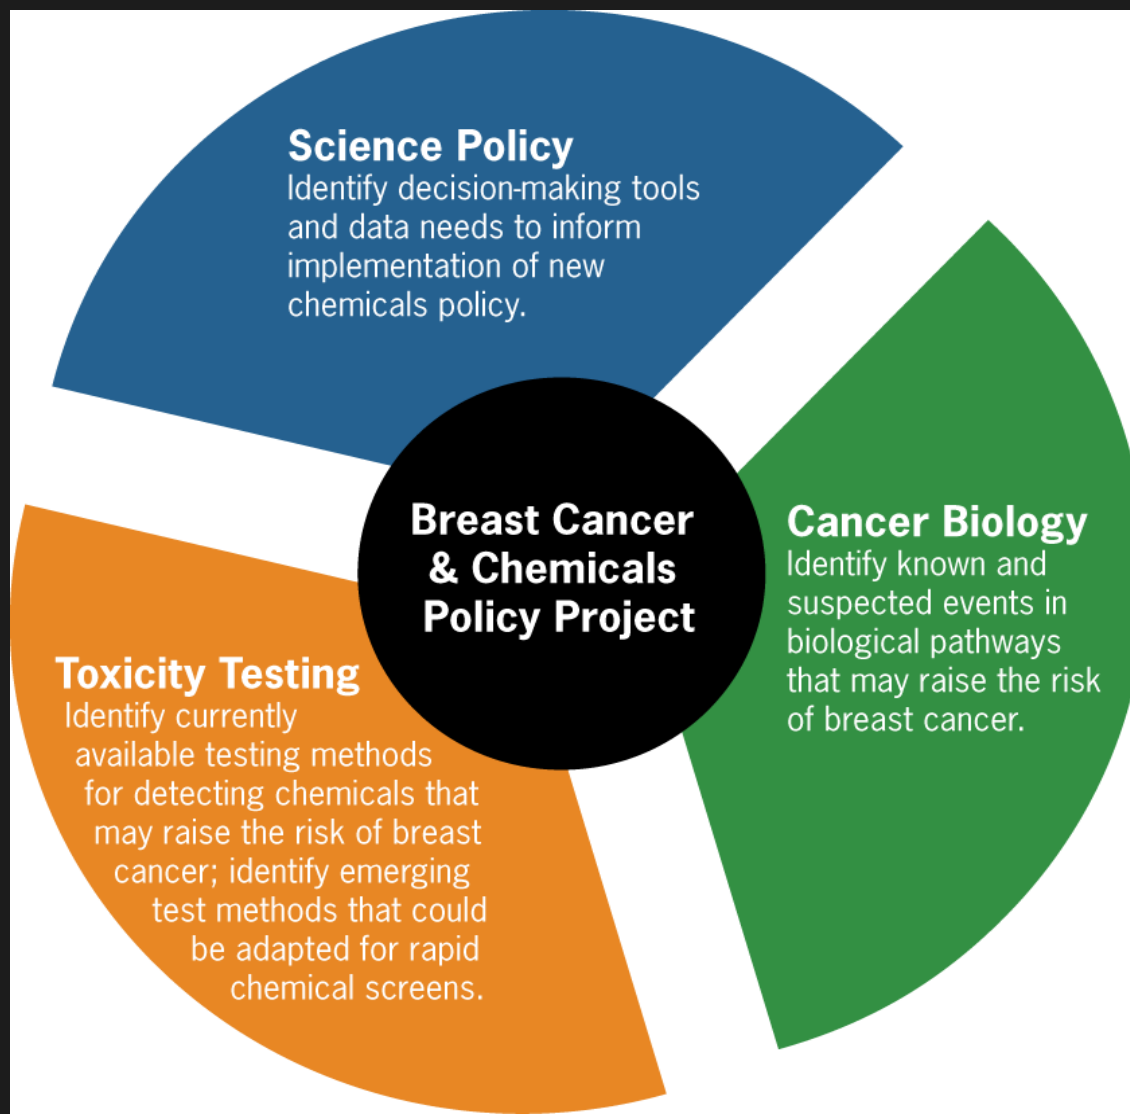 Science Policy
Identify decision-making tools
and data needs to inform
implementation of new
chemicals policy.
Breast Cancer
& Chemicals
Policy Project
Cancer Biology
Identify known and
suspected events in
biological pathways
that may raise the risk
of breast cancer.
Toxicity Testing
Identify currently
available testing methods
for detecting chemicals that
may raise the risk of breast
cancer; identify emerging
test methods that could
be adapted for rapid
chemical screens.